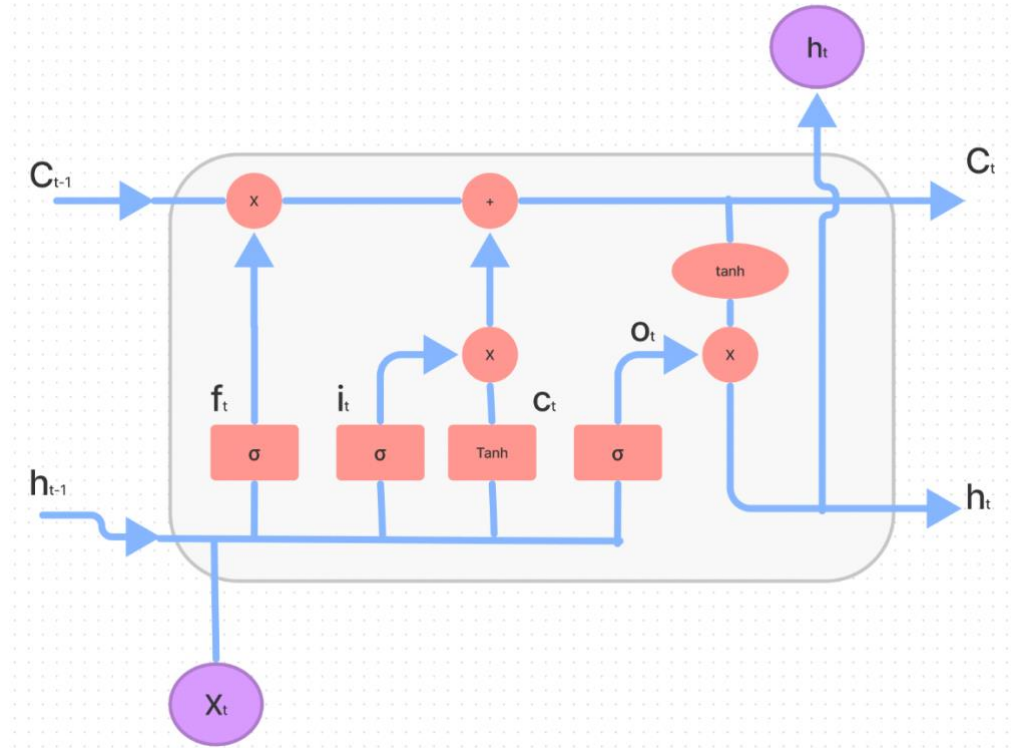 hₜ
Cₜ₋₁
Cₜ
x
+
tanh
oₜ
x
x
fₜ
iₜ
cₜ
σ
σ
Tanh
σ
hₜ₋₁
hₜ
Xₜ